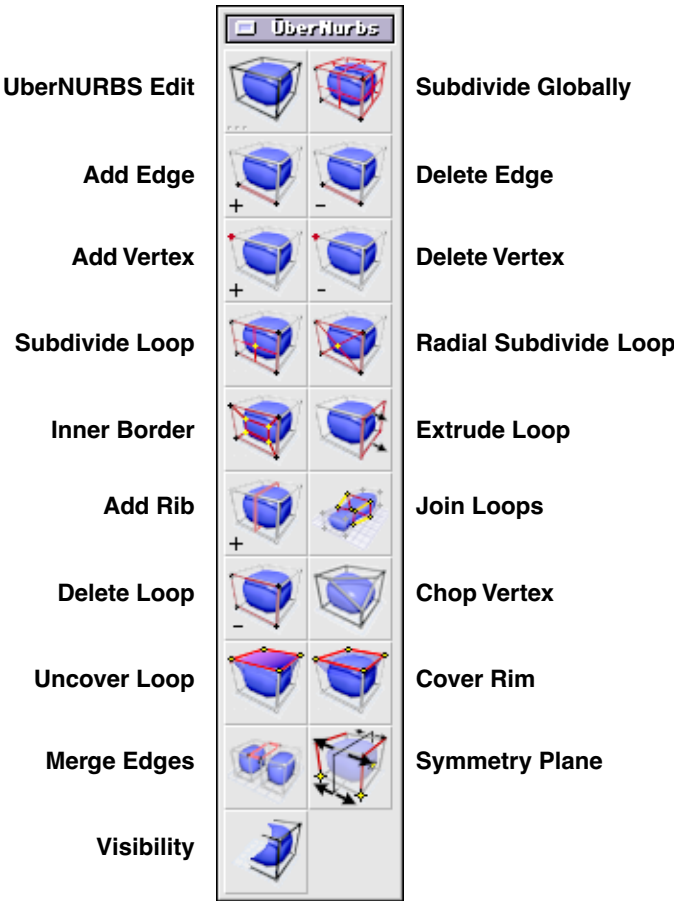 ÜberNurbs
UberNURBS Edit
Subdivide Globally
Add Edge
Delete Edge
Add Vertex
Delete Vertex
Subdivide Loop
Radial Subdivide Loop
Inner Border
Extrude Loop
Add Rib
Join Loops
Delete Loop
Chop Vertex
Uncover Loop
Cover Rim
Merge Edges
Symmetry Plane
Visibility